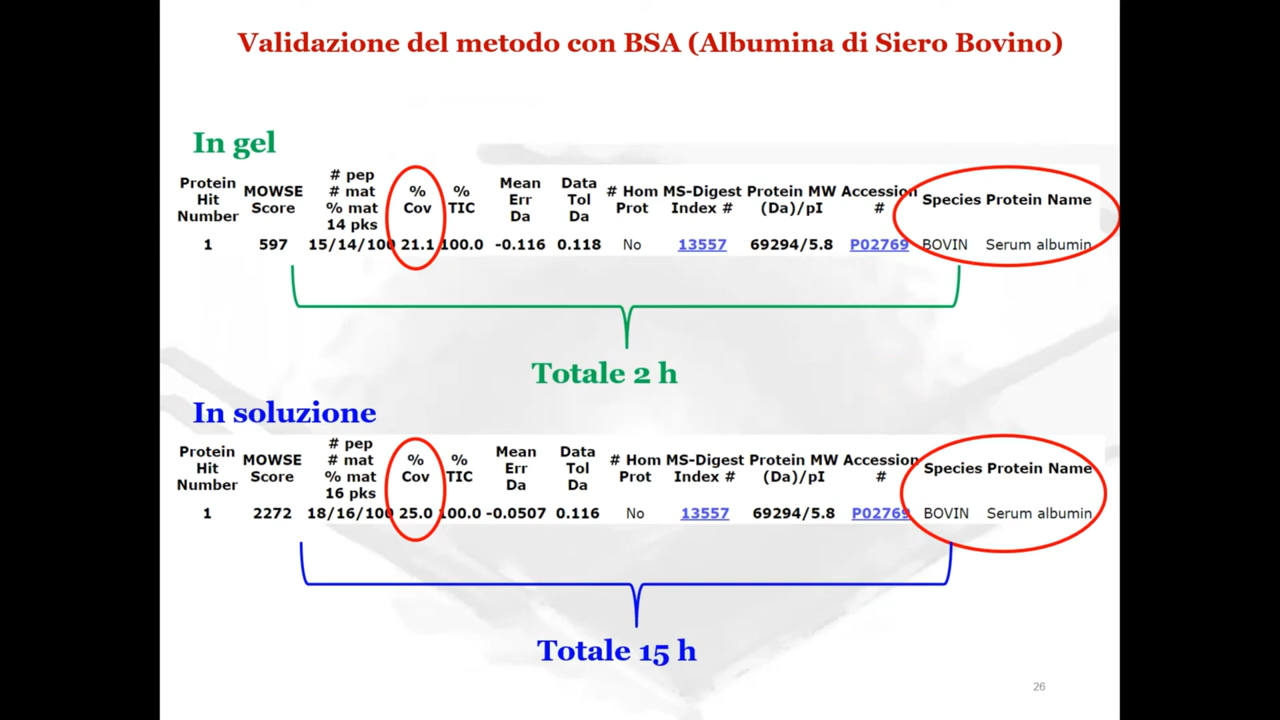 Validazione del metodo con BSA (Albumina di Siero Bovino)
In gel
Protein Hit Number MOWSE Score # pep # mat % mat 14 pks % Cov % TIC Mean Err Da Data Tol Da # Hom Prot MS-Digest Index # Protein MW (Da)/pI Accession # Species Protein Name
1 597 15/14/100 21.1 100.0 -0.116 0.118 No 13557 69294/5.8 P02769 BOVIN Serum albumin
Totale 2 h
In soluzione
Protein Hit Number MOWSE Score # pep # mat % mat 16 pks % Cov % TIC Mean Err Da Data Tol Da # Hom Prot MS-Digest Index # Protein MW (Da)/pI Accession # Species Protein Name
1 2272 18/16/100 25.0 100.0 -0.0507 0.116 No 13557 69294/5.8 P02769 BOVIN Serum albumin
Totale 15 h
26